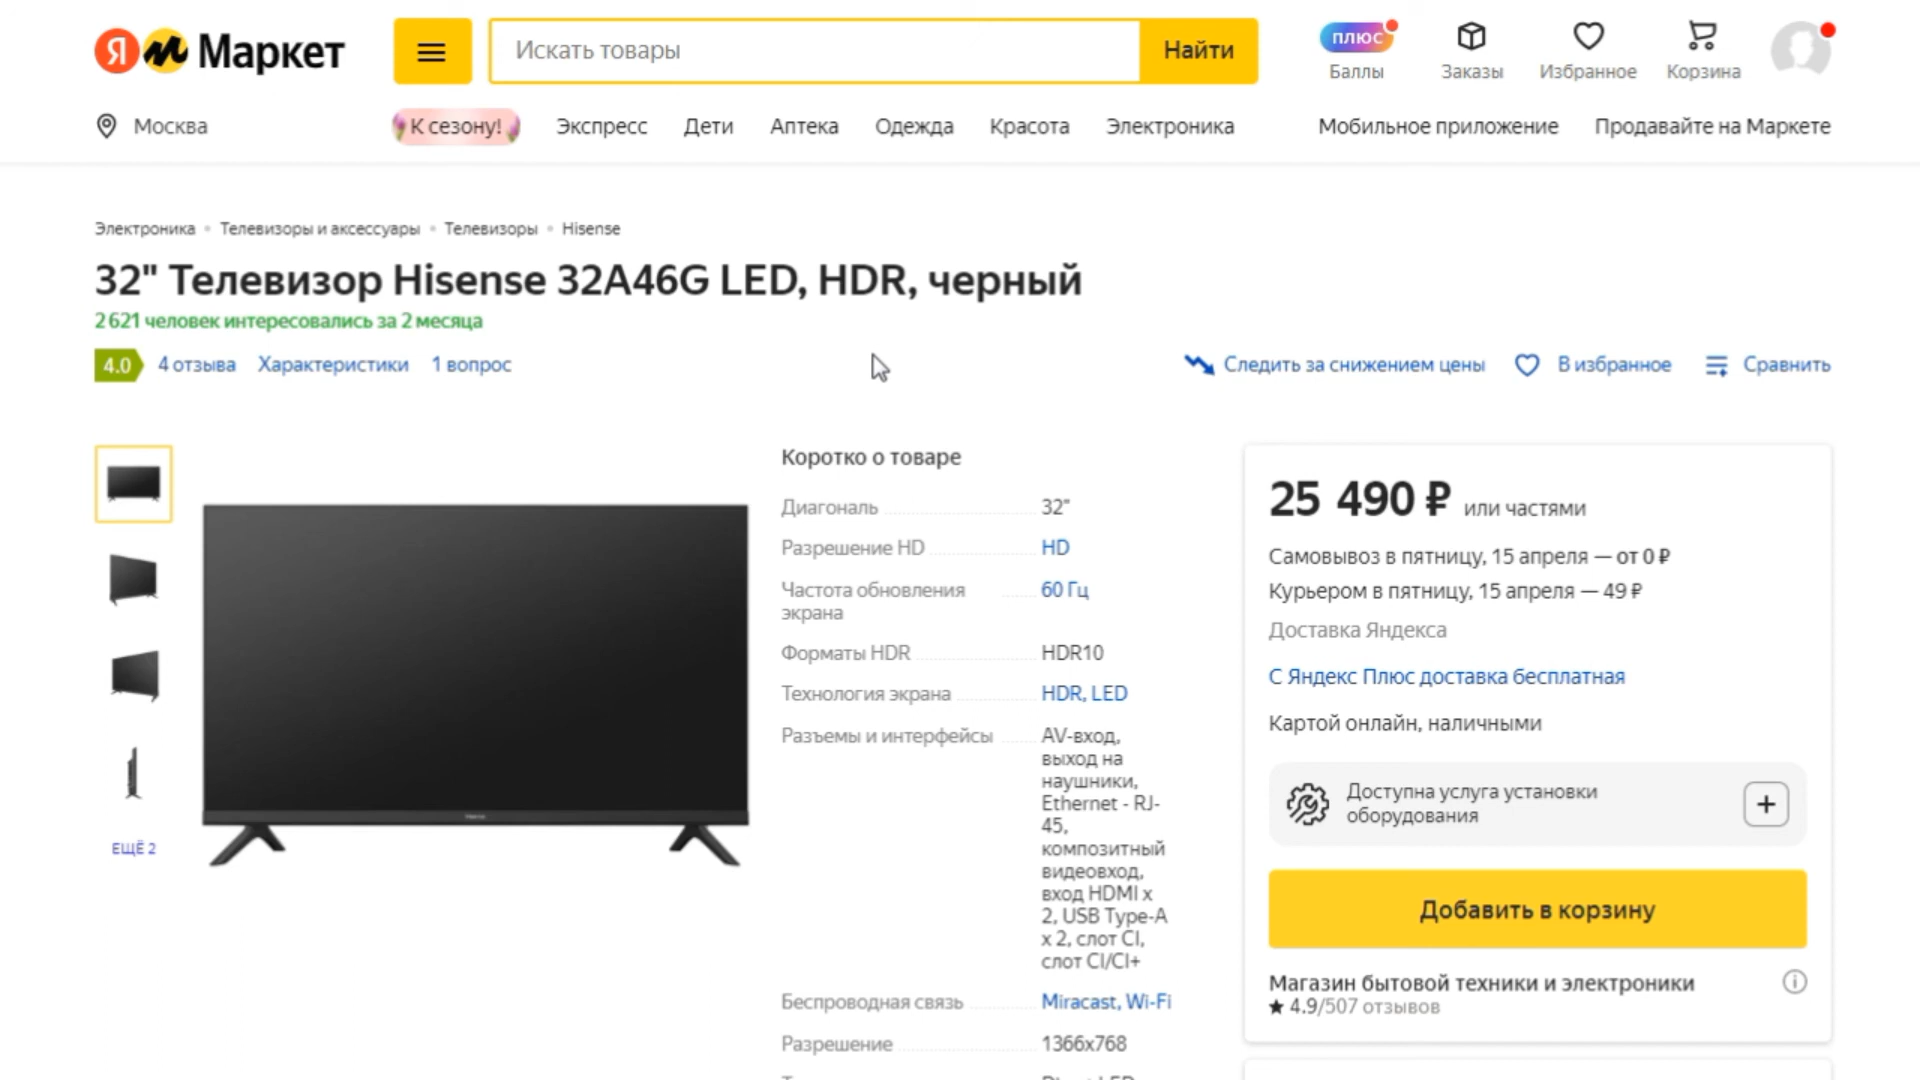 Я м Маркет
Искать товары
Найти
плюс
Баллы
Заказы
Избранное
Корзина
Москва
К сезону!
Экспресс
Дети
Аптека
Одежда
Красота
Электроника
Мобильное приложение
Продавайте на Маркете
Электроника • Телевизоры и аксессуары • Телевизоры • Hisense
32" Телевизор Hisense 32A46G LED, HDR, черный
2 621 человек интересовались за 2 месяца
4.0 4 отзыва Характеристики 1 вопрос
Следить за снижением цены
В избранное
Сравнить
ЕЩЁ 2
Hisense
Коротко о товаре
Диагональ 32"
Разрешение HD HD
Частота обновления 60 Гц
экрана
Форматы HDR HDR10
Технология экрана HDR, LED
Разъемы и интерфейсы AV-вход,
выход на
наушники,
Ethernet - RJ-
45,
композитный
видеовход,
вход HDMI x
2, USB Type-A
x 2, слот CI,
слот CI/CI+
Беспроводная связь Miracast, Wi-Fi
Разрешение 1366x768
25 490 ₽ или частями
Самовывоз в пятницу, 15 апреля — от 0 ₽
Курьером в пятницу, 15 апреля — 49 ₽
Доставка Яндекса
С Яндекс Плюс доставка бесплатная
Картой онлайн, наличными
Доступна услуга установки
оборудования
Добавить в корзину
Магазин бытовой техники и электроники
★ 4.9/507 отзывов